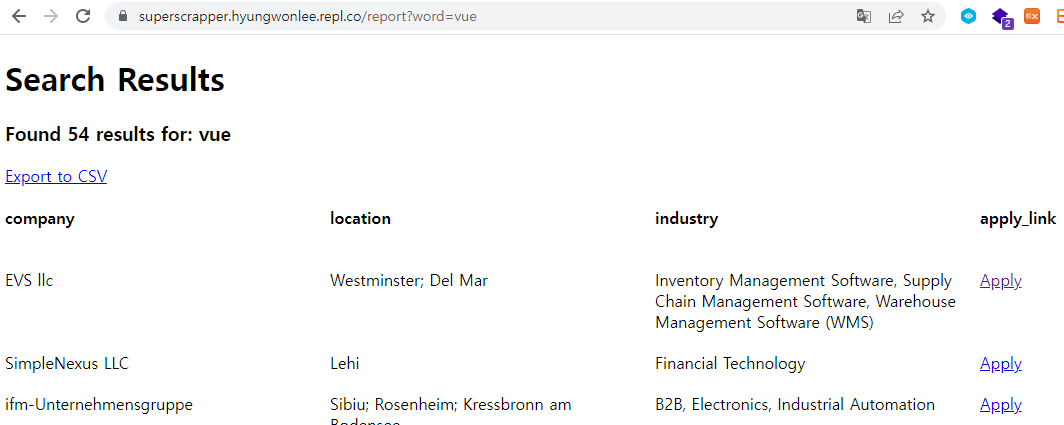 superscrapper.hyungwonlee.repl.co/report?word=vue
2
Search Results
Found 54 results for: vue
Export to CSV
company location industry apply_link
EVS llc Westminster; Del Mar Inventory Management Software, Supply Apply
Chain Management Software, Warehouse
Management Software (WMS)
SimpleNexus LLC Lehi Financial Technology Apply
ifm-Unternehmensgruppe Sibiu; Rosenheim; Kressbronn am B2B, Electronics, Industrial Automation Apply
Bodensee